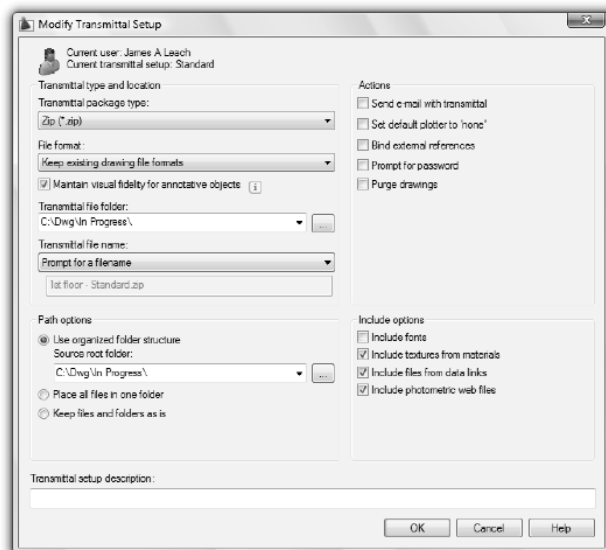 Modify Transmittal Setup
Current user: James A Leach
Current transmittal setup: Standard
Transmittal type and location
Transmittal package type:
Zip (*.zip)
File format:
Keep existing drawing file formats
Maintain visual fidelity for annotative objects
Transmittal file folder:
C:\Dwg\In Progress\
...
Transmittal file name:
Prompt for a filename
1st floor - Standard.zip
Actions
Send e-mail with transmittal
Set default plotter to 'none'
Bind external references
Prompt for password
Purge drawings
Path options
Use organized folder structure
Source root folder:
C:\Dwg\In Progress\
...
Place all files in one folder
Keep files and folders as is
Include options
Include fonts
Include textures from materials
Include files from data links
Include photometric web files
Transmittal setup description:
OK
Cancel
Help